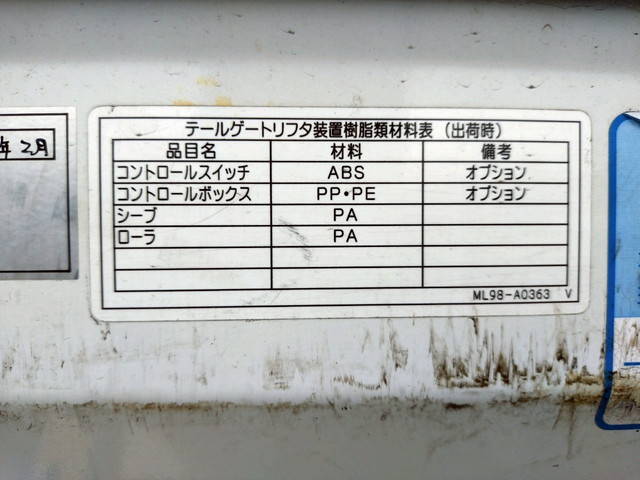 年 2月
テールゲートリフタ装置樹脂類材料表 (出荷時)
品目名 材料 備考
コントロールスイッチ ABS オプション
コントロールボックス PP・PE オプション
シーブ PA
ローラ PA
ML98-A0363 V